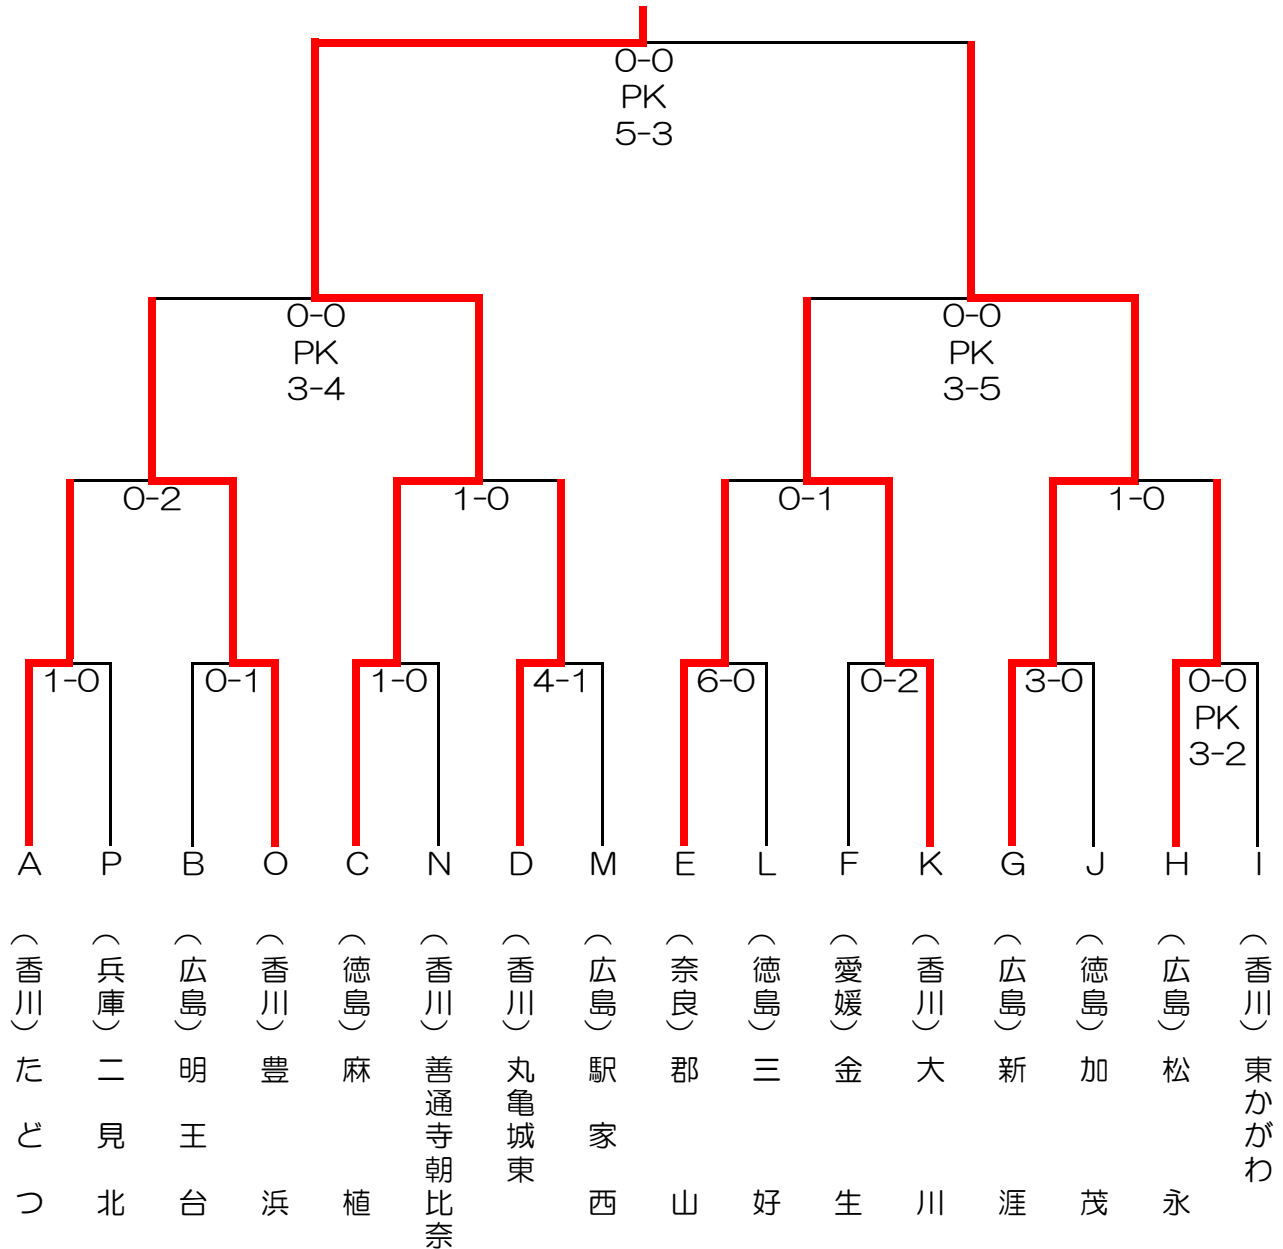 0-0
PK
5-3
0-0
PK
3-4
0-0
PK
3-5
0-2
1-0
0-1
1-0
1-0
0-1
1-0
4-1
6-0
0-2
3-0
0-0
PK
3-2
A
P
B
O
C
N
D
M
E
L
F
K
G
J
H
I
（香川）たどつ
（兵庫）二見北
（広島）明王台
（香川）豊浜
（徳島）麻植
（香川）善通寺朝比奈
（香川）丸亀城東
（広島）駅家西
（奈良）郡山
（徳島）三好
（愛媛）金生
（香川）大川
（広島）新涯
（徳島）加茂
（広島）松永
（香川）東かがわ